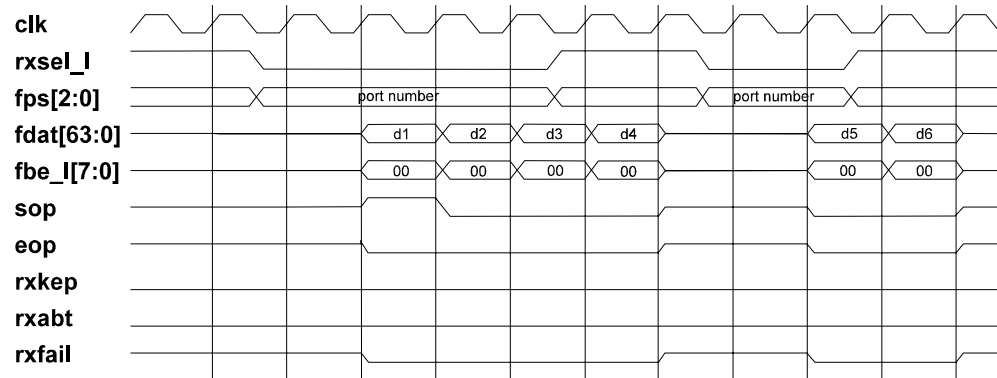 clk
rxsel_l
fps[2:0] port number port number
fdat[63:0] d1 d2 d3 d4 d5 d6
fbe_l[7:0] 00 00 00 00 00 00
sop
eop
rxkep
rxabt
rxfail